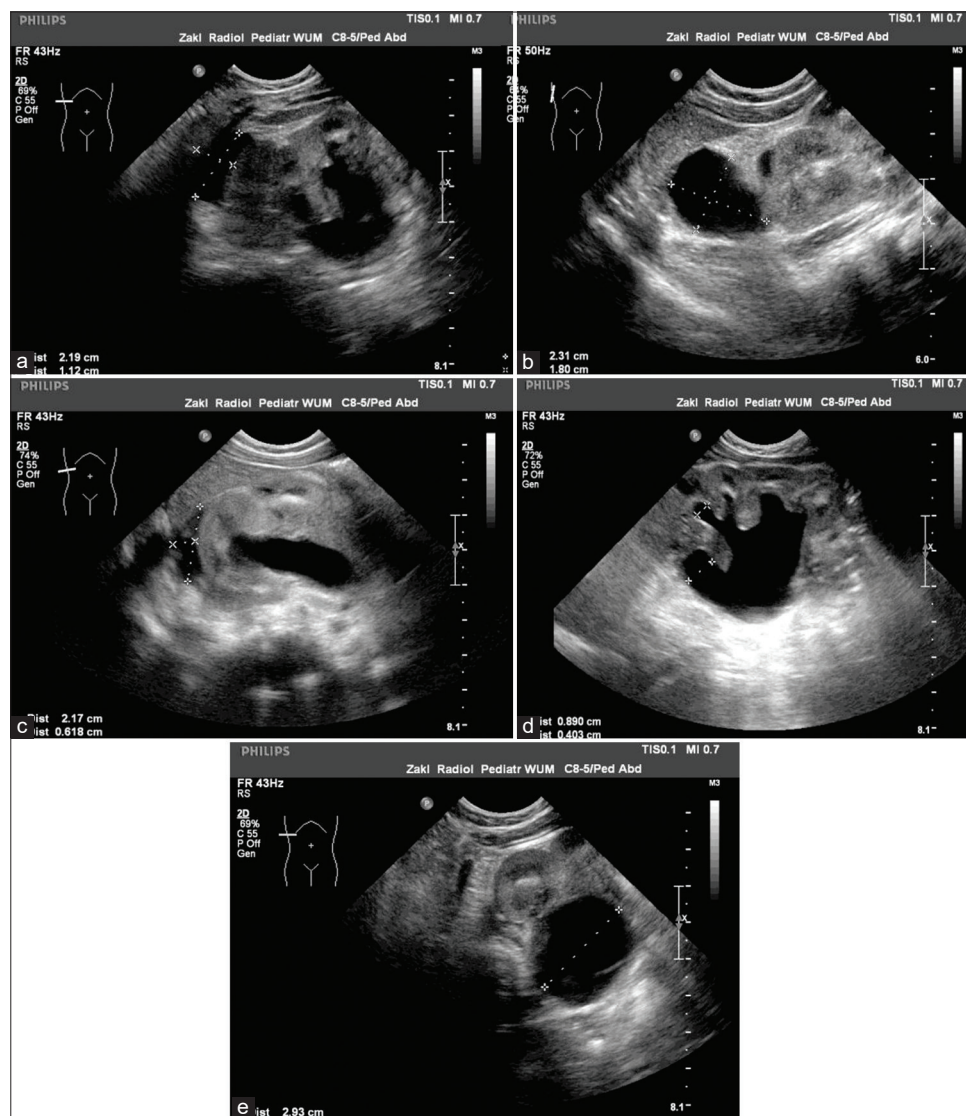 PHILIPS TIS0.1 MI 0.7
Zakl Radiol Pediatr WUM C8-5/Ped Abd
FR 43Hz
RS
M3
2D
69%
C 55
P Off
Gen
P
X
a
ist 2.19 cm
ist 1.12 cm
8.1
PHILIPS TIS0.1 MI 0.7
Zakl Radiol Pediatr WUM C8-5/Ped Abd
FR 50Hz
RS
M3
2D
C 55
P Off
Gen
P
X
b
2.31 cm
1.80 cm
6.0
PHILIPS TIS0.1 MI 0.7
Zakl Radiol Pediatr WUM C8-5/Ped Abd
FR 43Hz
RS
M3
2D
74%
C 55
P Off
Gen
P
X
c
Dist 2.17 cm
Dist 0.618 cm
8.1
PHILIPS TIS0.1 MI 0.7
Zakl Radiol Pediatr WUM C8-5/Ped Abd
FR 43Hz
RS
M3
2D
72%
C 55
P Off
Gen
P
X
d
ist 0.890 cm
ist 0.403 cm
8.1
PHILIPS TIS0.1 MI 0.7
Zakl Radiol Pediatr WUM C8-5/Ped Abd
FR 43Hz
RS
M3
2D
69%
C 55
P Off
Gen
P
X
e
ist 2.93 cm
8.1